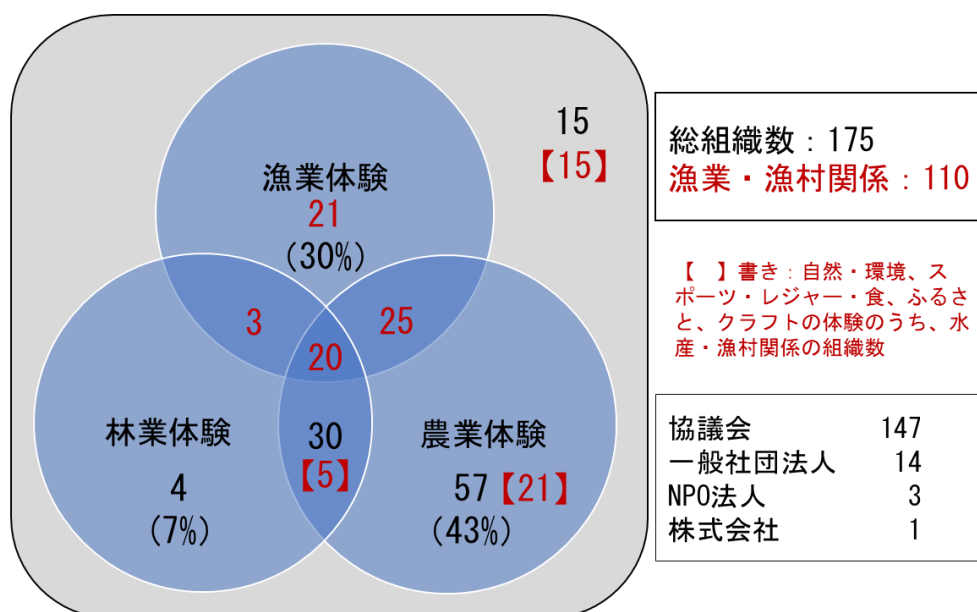 漁業体験
21
(30%)
15
【15】
3
25
20
林業体験
4
(7%)
30
【5】
農業体験
57【21】
(43%)
総組織数：175
漁業・漁村関係：110
【　】書き：自然・環境、ス
ポーツ・レジャー・食、ふるさ
と、クラフトの体験のうち、水
産・漁村関係の組織数
協議会 147
一般社団法人 14
NPO法人 3
株式会社 1